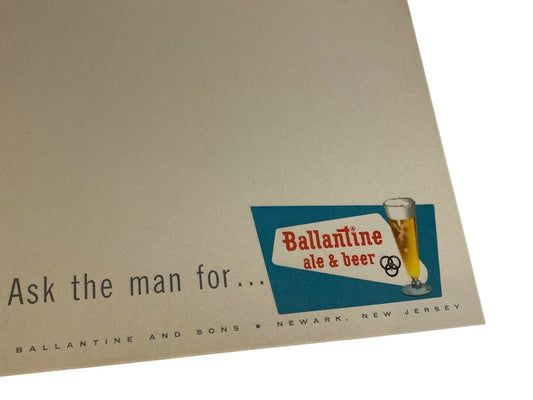 Ballantine®
ale & beer
Ask the man for...
BALLANTINE AND SONS • NEWARK, NEW JERSEY